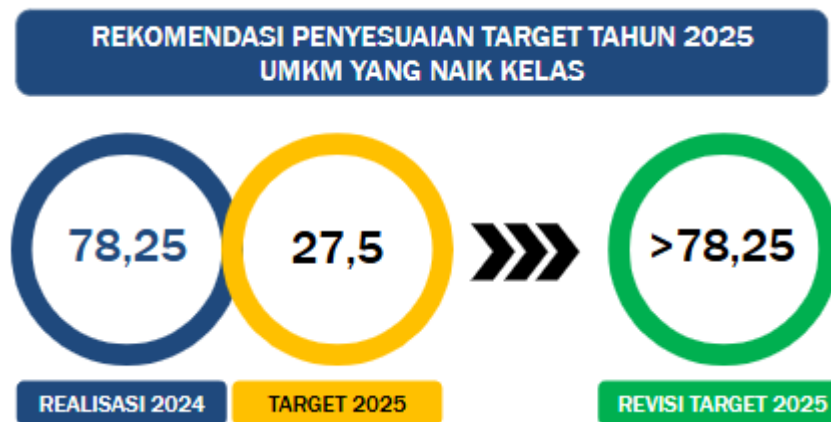 REKOMENDASI PENYESUAIAN TARGET TAHUN 2025
UMKM YANG NAIK KELAS
78,25
27,5
>78,25
REALISASI 2024
TARGET 2025
REVISI TARGET 2025